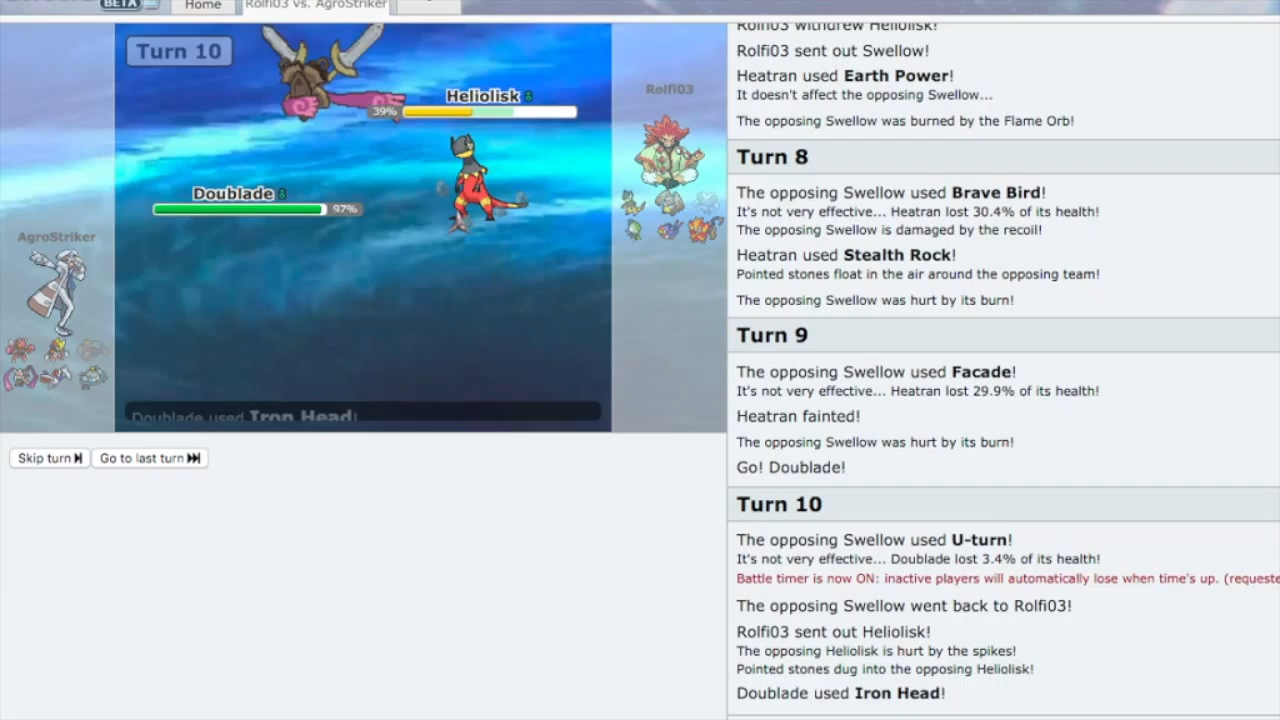 BETA
Home
Rolfi03 vs. AgroStriker
Turn 10
Heliolisk
39%
Doublade
97%
AgroStriker
Rolfi03
Doublade used Iron Head!
Skip turn
Go to last turn
Rolfi03 withdrew Heliolisk!
Rolfi03 sent out Swellow!
Heatran used Earth Power!
It doesn't affect the opposing Swellow...
The opposing Swellow was burned by the Flame Orb!
Turn 8
The opposing Swellow used Brave Bird!
It's not very effective... Heatran lost 30.4% of its health!
The opposing Swellow is damaged by the recoil!
Heatran used Stealth Rock!
Pointed stones float in the air around the opposing team!
The opposing Swellow was hurt by its burn!
Turn 9
The opposing Swellow used Facade!
It's not very effective... Heatran lost 29.9% of its health!
Heatran fainted!
The opposing Swellow was hurt by its burn!
Go! Doublade!
Turn 10
The opposing Swellow used U-turn!
It's not very effective... Doublade lost 3.4% of its health!
Battle timer is now ON: inactive players will automatically lose when time's up. (requeste
The opposing Swellow went back to Rolfi03!
Rolfi03 sent out Heliolisk!
The opposing Heliolisk is hurt by the spikes!
Pointed stones dug into the opposing Heliolisk!
Doublade used Iron Head!